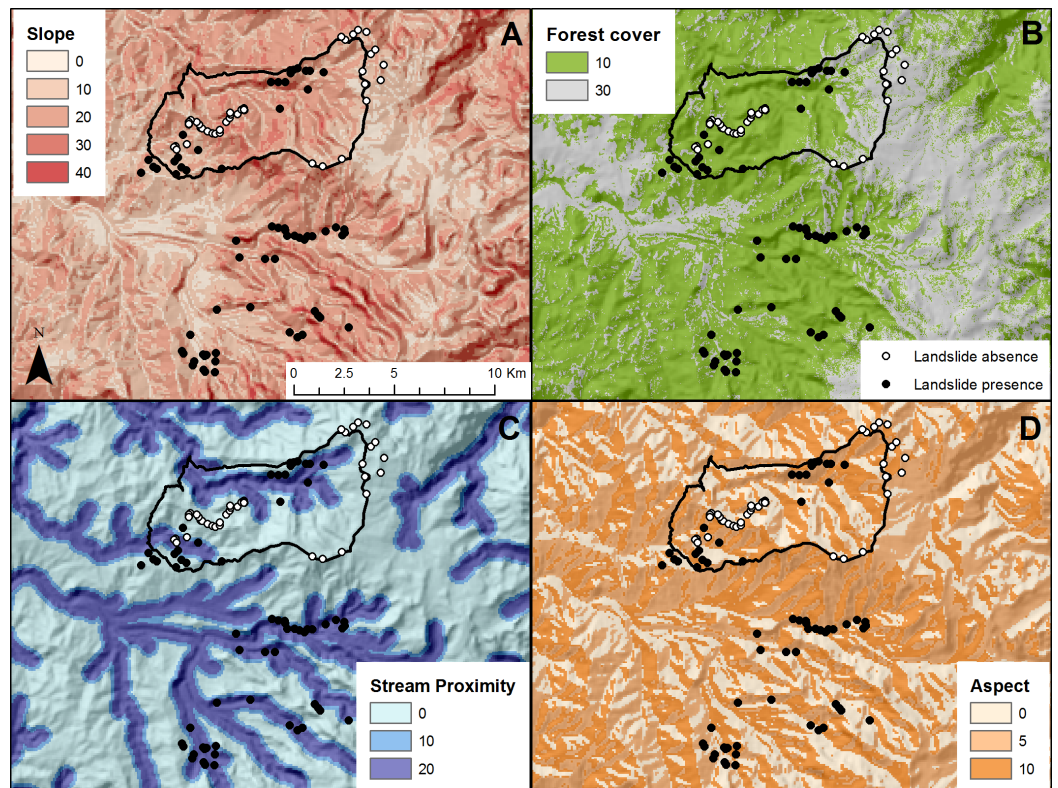 Slope
0
10
20
30
40
A
N
0 2.5 5 10 Km
Forest cover
10
30
B
Landslide absence
Landslide presence
C
Stream Proximity
0
10
20
D
Aspect
0
5
10